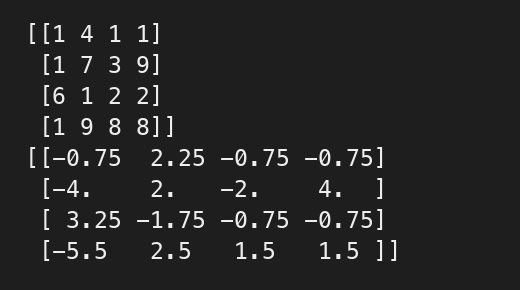 [[1 4 1 1]
 [1 7 3 9]
 [6 1 2 2]
 [1 9 8 8]]
[[-0.75  2.25 -0.75 -0.75]
 [-4.    2.   -2.    4.  ]
 [ 3.25 -1.75 -0.75 -0.75]
 [-5.5   2.5   1.5   1.5 ]]